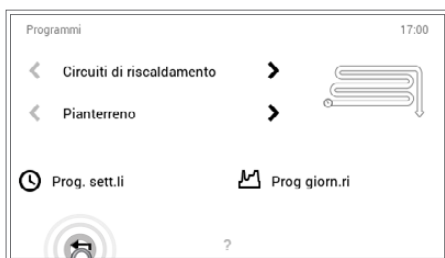 Programmi 17:00
Circuiti di riscaldamento
Pianterreno
Prog. sett.li Prog giorn.ri
?